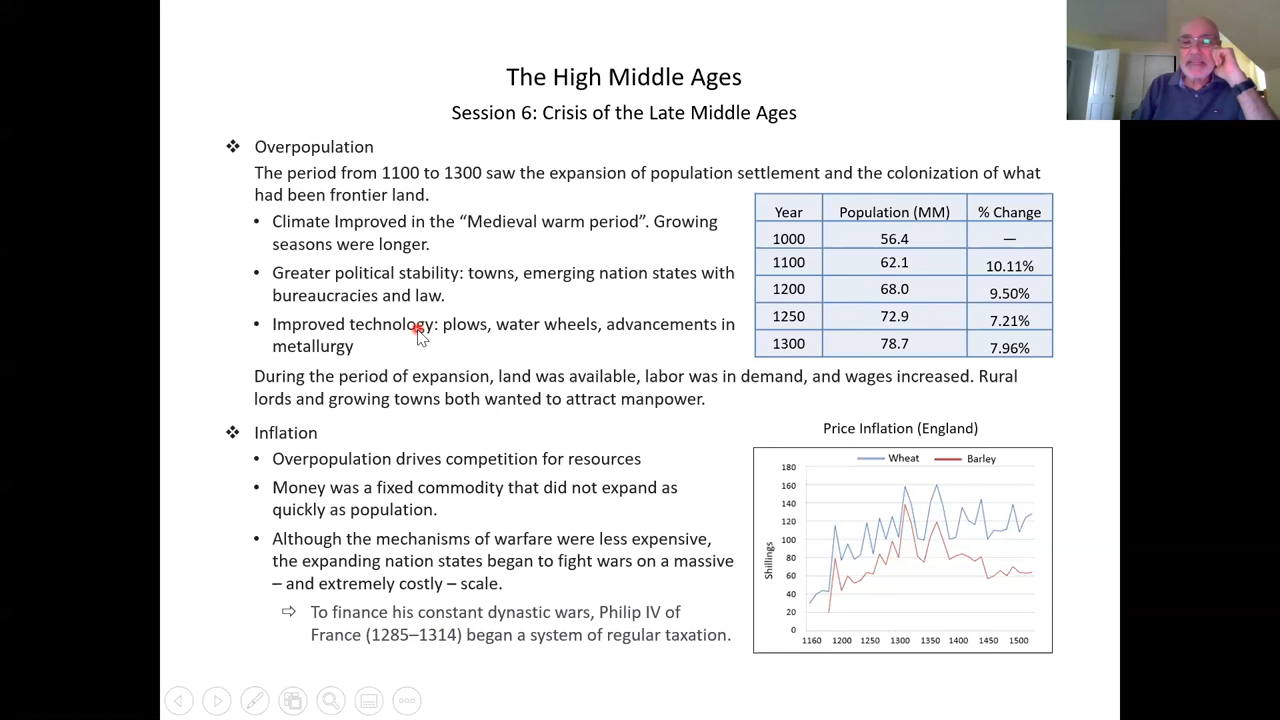 The High Middle Ages
Session 6: Crisis of the Late Middle Ages
❖ Overpopulation
The period from 1100 to 1300 saw the expansion of population settlement and the colonization of what
had been frontier land.
• Climate Improved in the “Medieval warm period”. Growing
seasons were longer.
• Greater political stability: towns, emerging nation states with
bureaucracies and law.
• Improved technology: plows, water wheels, advancements in
metallurgy
Year Population (MM) % Change
1000 56.4 —
1100 62.1 10.11%
1200 68.0 9.50%
1250 72.9 7.21%
1300 78.7 7.96%
During the period of expansion, land was available, labor was in demand, and wages increased. Rural
lords and growing towns both wanted to attract manpower.
❖ Inflation
• Overpopulation drives competition for resources
• Money was a fixed commodity that did not expand as
quickly as population.
• Although the mechanisms of warfare were less expensive,
the expanding nation states began to fight wars on a massive
– and extremely costly – scale.
⇨ To finance his constant dynastic wars, Philip IV of
France (1285–1314) began a system of regular taxation.
Price Inflation (England)
Wheat Barley
Shillings
180
160
140
120
100
80
60
40
20
0
1160 1200 1250 1300 1350 1400 1450 1500